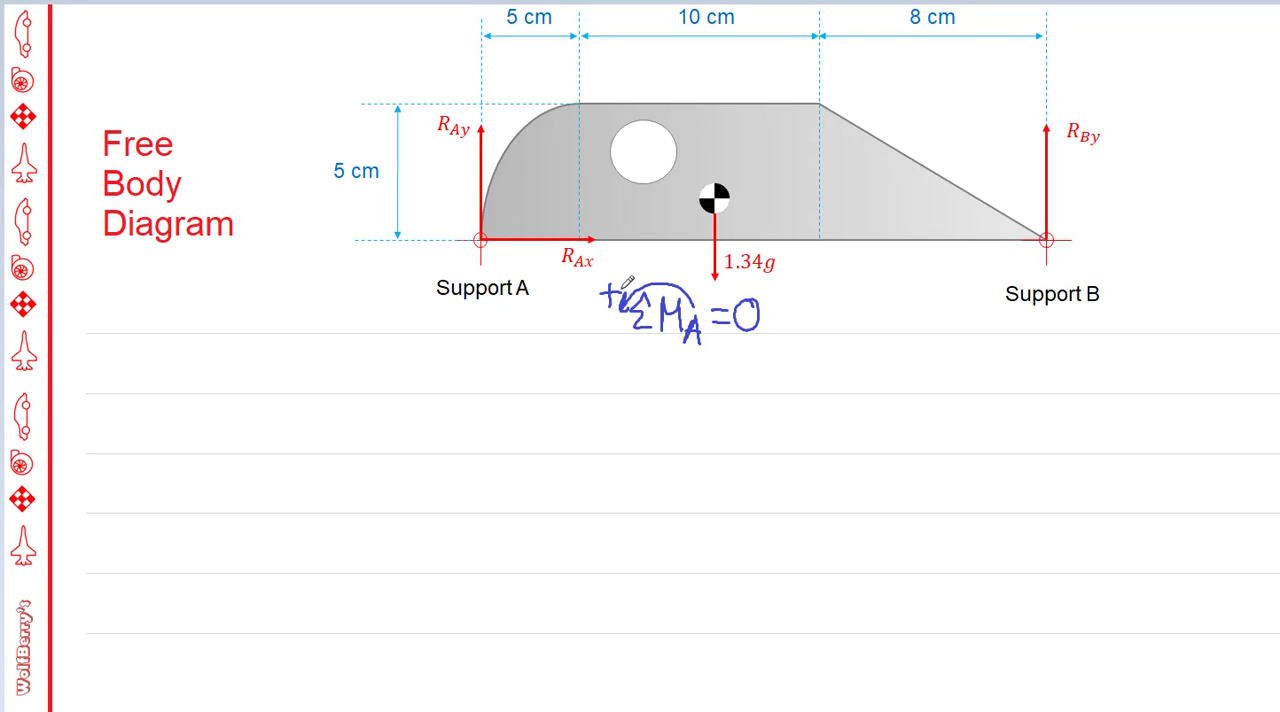 5 cm 10 cm 8 cm
Free
Body
Diagram
5 cm
R_Ay
R_By
R_Ax
1.34g
Support A
Support B
+ΣM_A=0
WorkBerry's